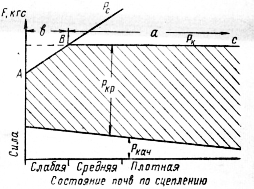 F, кгс
в
Pс
а
B
Pк
с
A
Pкр
Сила
Pкач
Слабая Средняя Плотная
Состояние почв по сцеплению